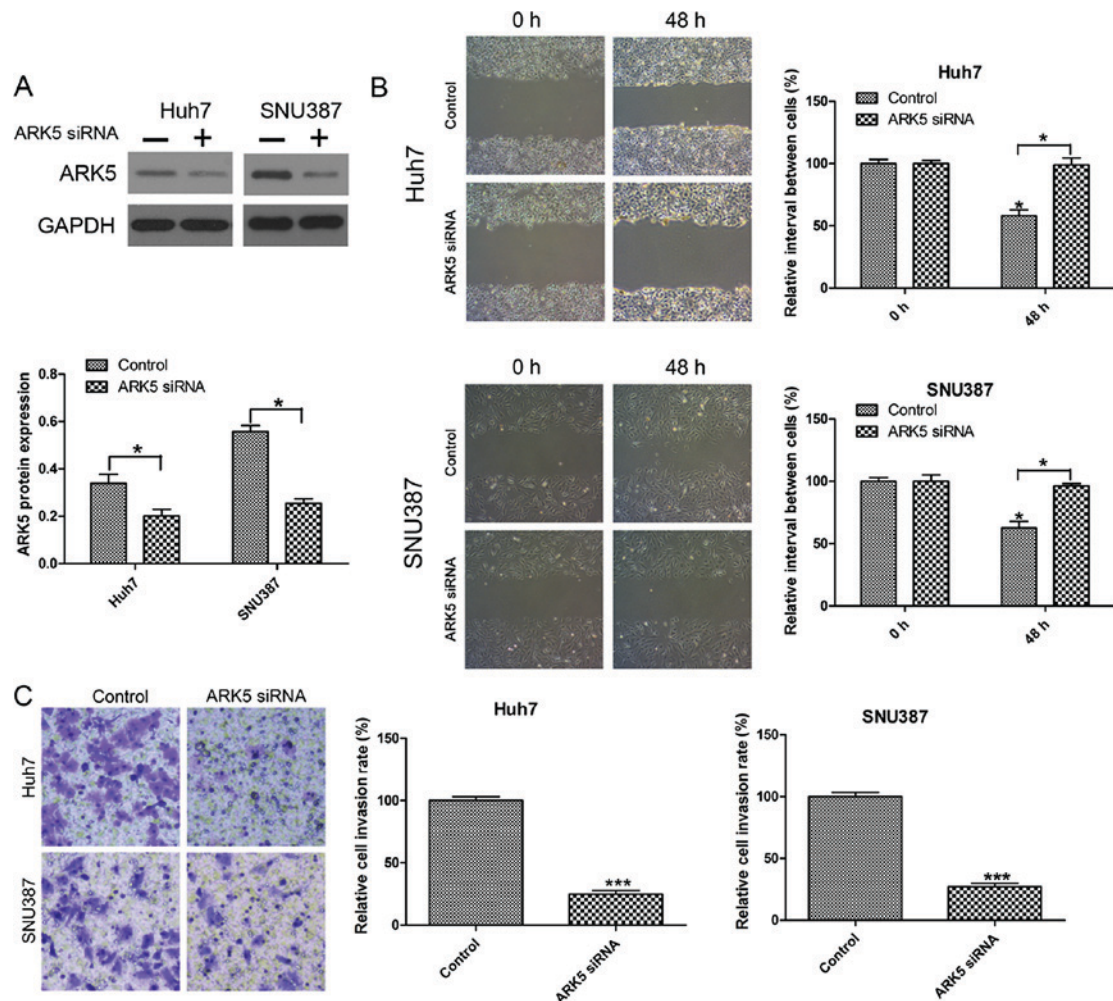 A
Huh7 SNU387
ARK5 siRNA − + − +
ARK5
GAPDH
Control
ARK5 siRNA
ARK5 protein expression
0.8
0.6
0.4
0.2
0.0
*
*
Huh7
SNU387
B
0 h 48 h
Huh7
Control
ARK5 siRNA
Huh7
Control
ARK5 siRNA
Relative interval between cells (%)
150
100
50
0
*
*
0 h
48 h
0 h 48 h
SNU387
Control
ARK5 siRNA
SNU387
Control
ARK5 siRNA
Relative interval between cells (%)
150
100
50
0
*
*
0 h
48 h
C
Control ARK5 siRNA
Huh7
SNU387
Huh7
Relative cell invasion rate (%)
150
100
50
0
***
Control
ARK5 siRNA
SNU387
Relative cell invasion rate (%)
150
100
50
0
***
Control
ARK5 siRNA